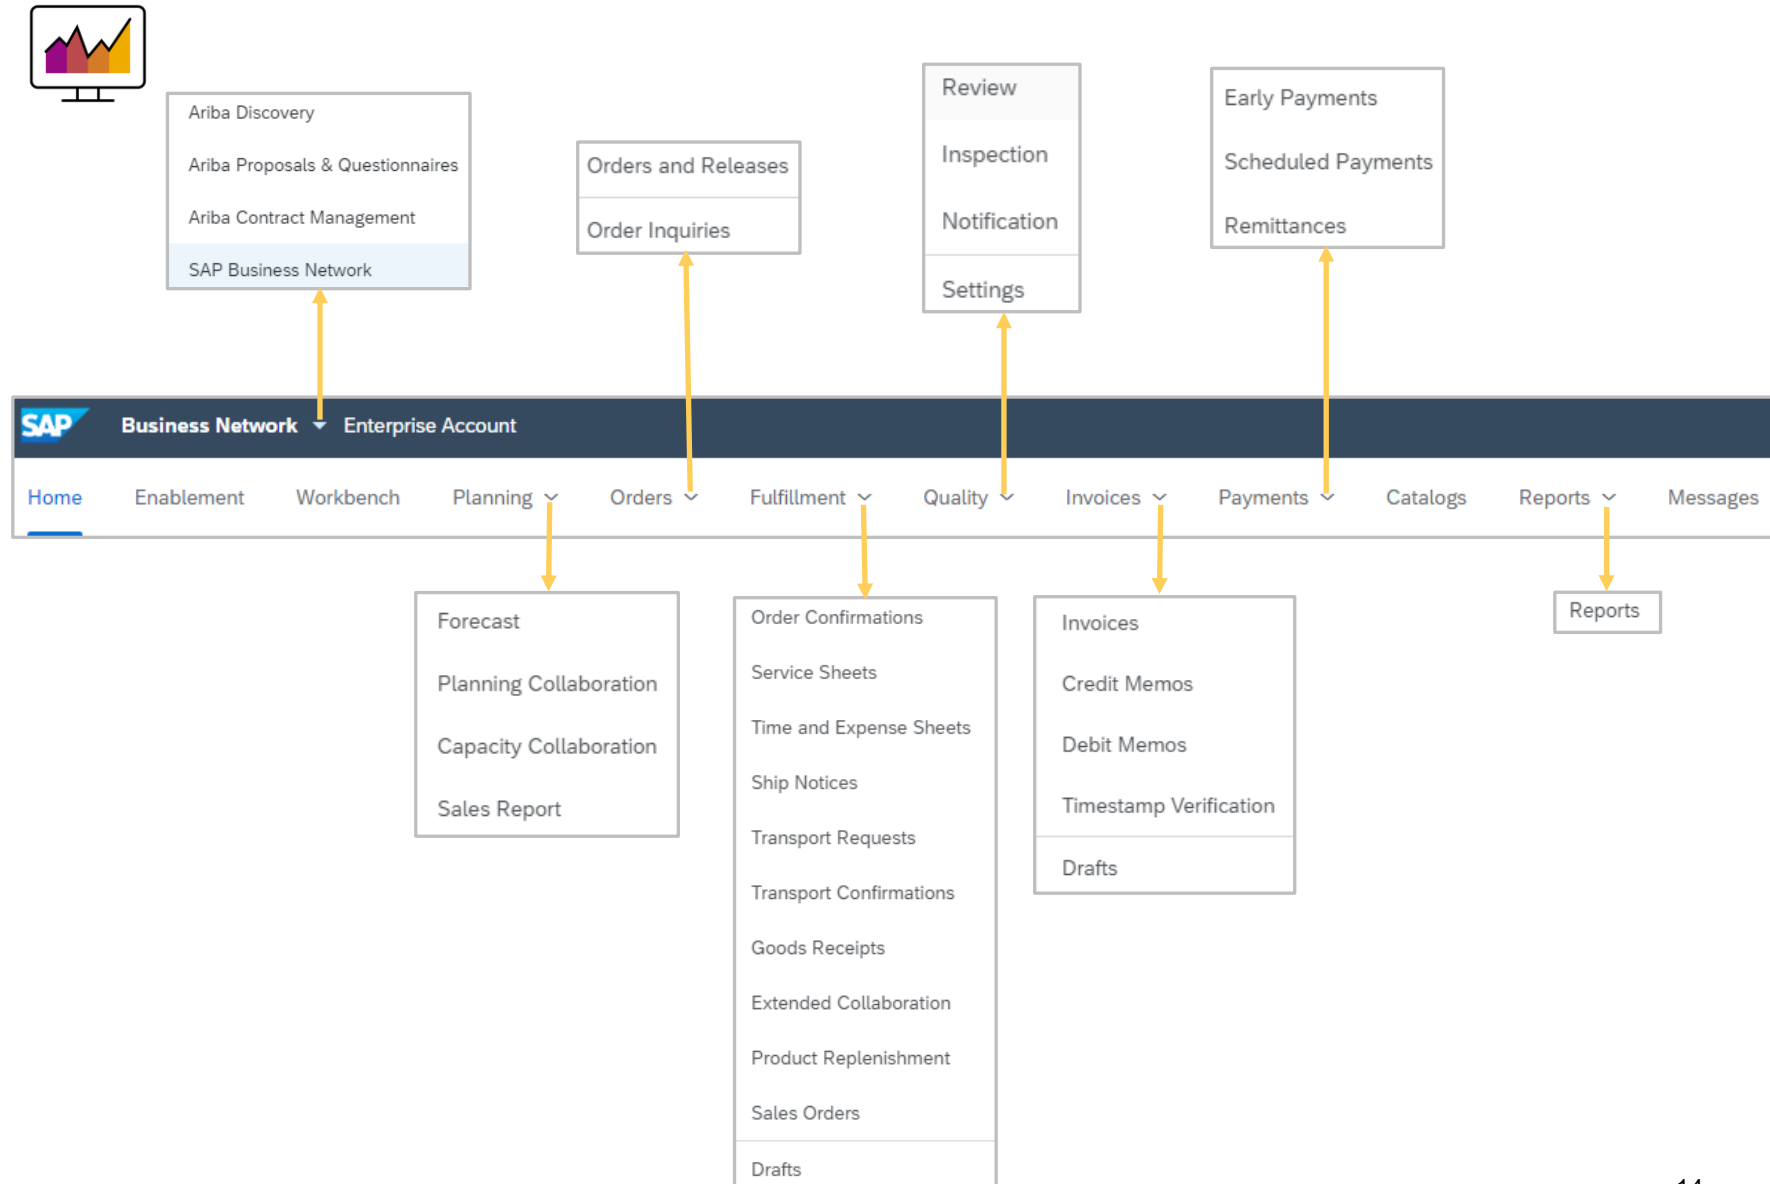 Ariba Discovery
Ariba Proposals & Questionnaires
Ariba Contract Management
SAP Business Network
Orders and Releases
Order Inquiries
Review
Inspection
Notification
Settings
Early Payments
Scheduled Payments
Remittances
SAP Business Network Enterprise Account
Home Enablement Workbench Planning Orders Fulfillment Quality Invoices Payments Catalogs Reports Messages
Forecast
Planning Collaboration
Capacity Collaboration
Sales Report
Order Confirmations
Service Sheets
Time and Expense Sheets
Ship Notices
Transport Requests
Transport Confirmations
Goods Receipts
Extended Collaboration
Product Replenishment
Sales Orders
Drafts
Invoices
Credit Memos
Debit Memos
Timestamp Verification
Drafts
Reports